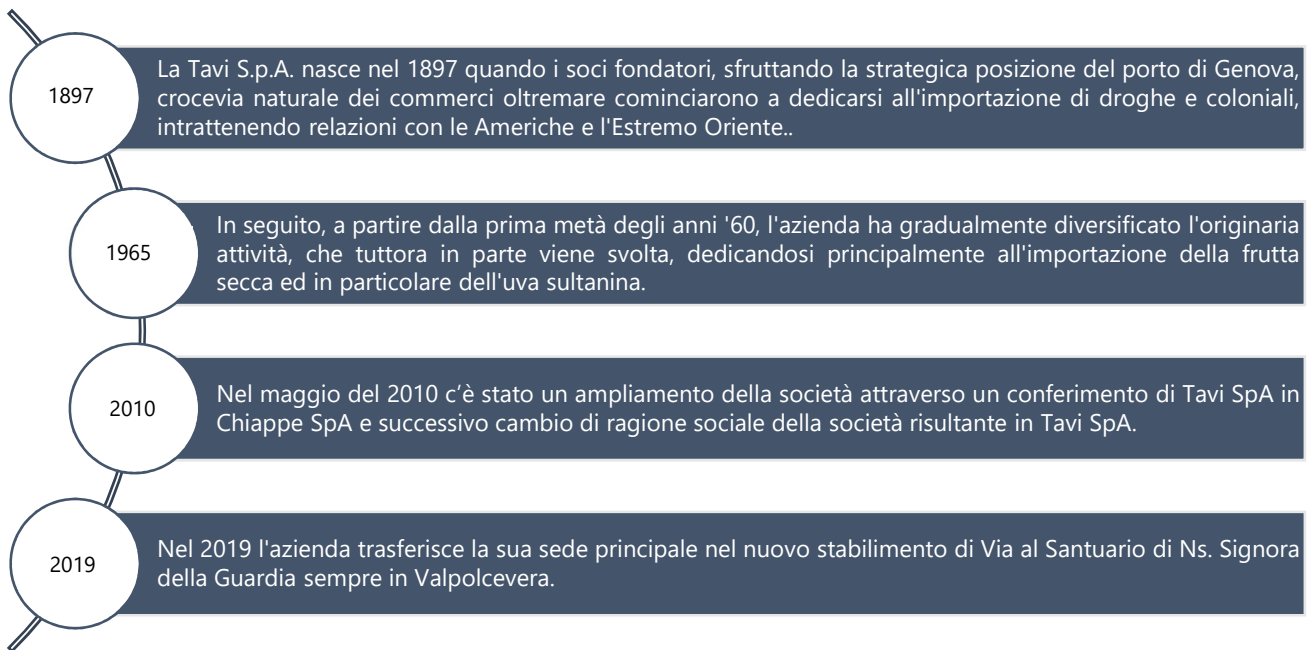 1897
La Tavi S.p.A. nasce nel 1897 quando i soci fondatori, sfruttando la strategica posizione del porto di Genova,
crocevia naturale dei commerci oltremare cominciarono a dedicarsi all'importazione di droghe e coloniali,
intrattenendo relazioni con le Americhe e l'Estremo Oriente..
1965
In seguito, a partire dalla prima metà degli anni '60, l'azienda ha gradualmente diversificato l'originaria
attività, che tuttora in parte viene svolta, dedicandosi principalmente all'importazione della frutta
secca ed in particolare dell'uva sultanina.
2010
Nel maggio del 2010 c’è stato un ampliamento della società attraverso un conferimento di Tavi SpA in
Chiappe SpA e successivo cambio di ragione sociale della società risultante in Tavi SpA.
2019
Nel 2019 l'azienda trasferisce la sua sede principale nel nuovo stabilimento di Via al Santuario di Ns. Signora
della Guardia sempre in Valpolcevera.